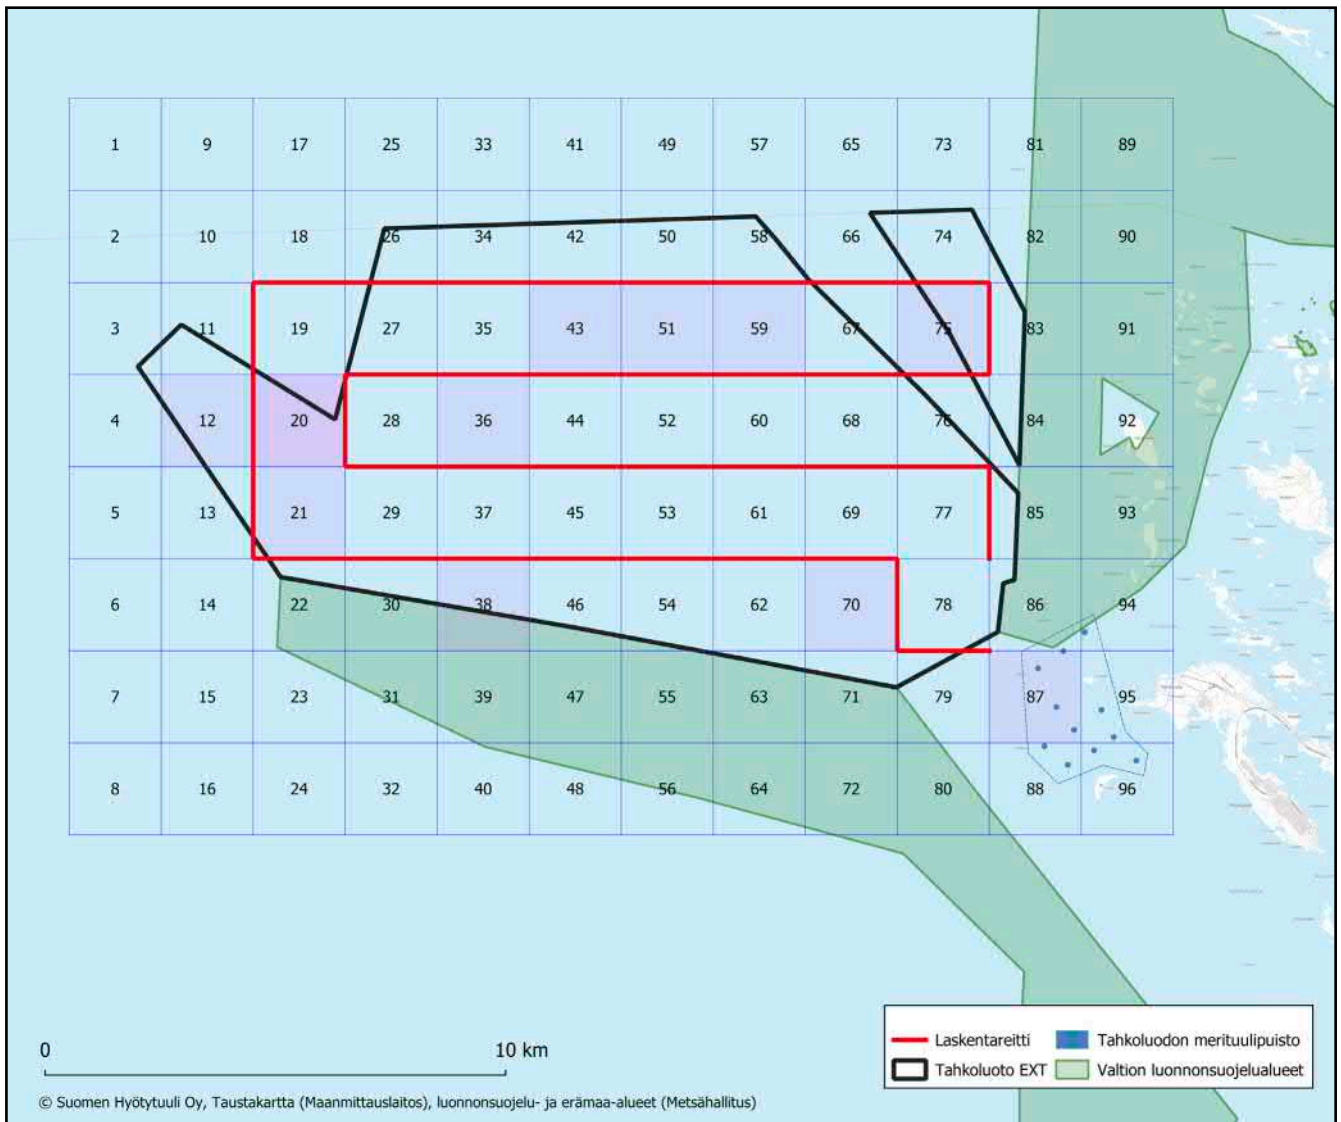 1 9 17 25 33 41 49 57 65 73 81 89
2 10 18 26 34 42 50 58 66 74 82 90
3 11 19 27 35 43 51 59 67 75 83 91
4 12 20 28 36 44 52 60 68 76 84 92
5 13 21 29 37 45 53 61 69 77 85 93
6 14 22 30 38 46 54 62 70 78 86 94
7 15 23 31 39 47 55 63 71 79 87 95
8 16 24 32 40 48 56 64 72 80 88 96
0 10 km
Laskentareitti Tahkoluodon merituulipuisto
Tahkoluoto EXT Valtion luonnonsuojelualueet
© Suomen Hyötytuuli Oy, Taustakartta (Maanmittauslaitos), luonnonsuojelu- ja erämaa-alueet (Metsähallitus)